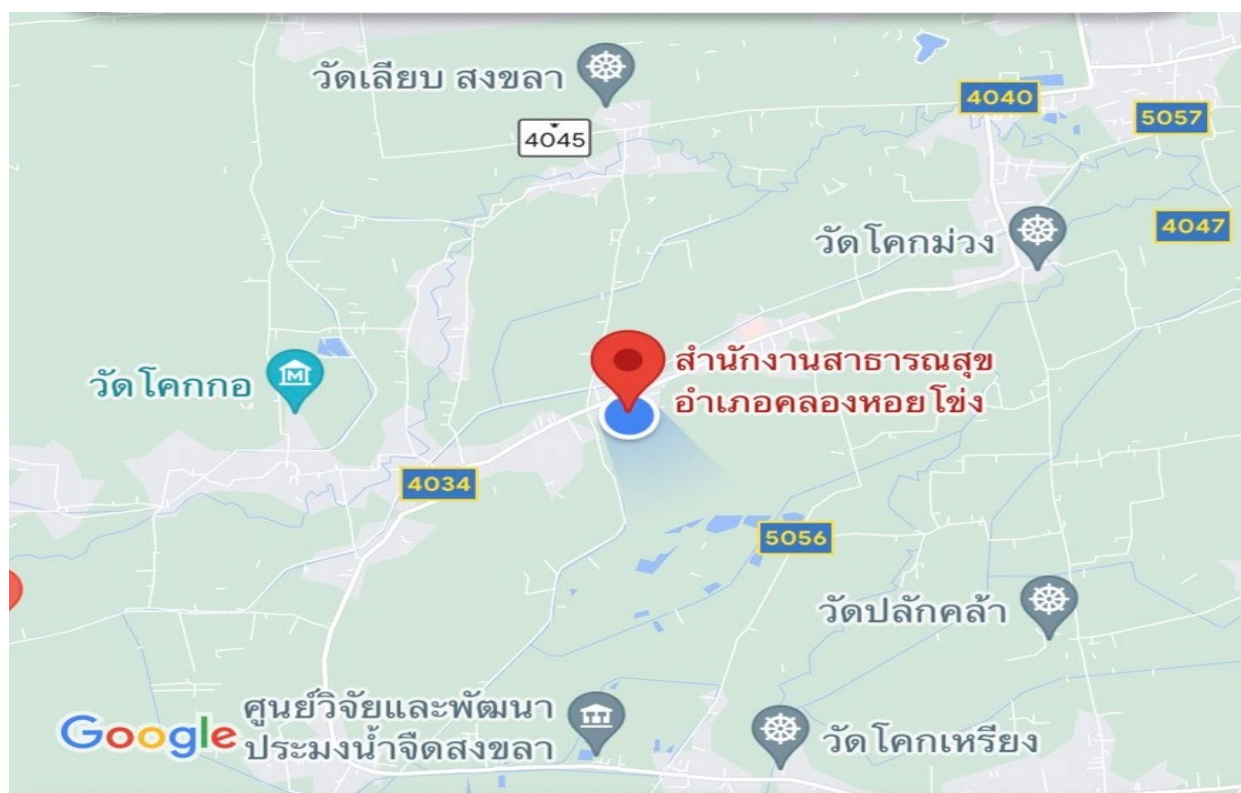 วัดเลียบ สงขลา
4040
5057
4045
4047
วัดโคกม่วง
วัดโคกกอ
สำนักงานสาธารณสุข
อำเภอคลองหอยโข่ง
4034
5056
วัดปลักคล้า
ศูนย์วิจัยและพัฒนา
ประมงน้ำจืดสงขลา
วัดโคกเหรียง
Google